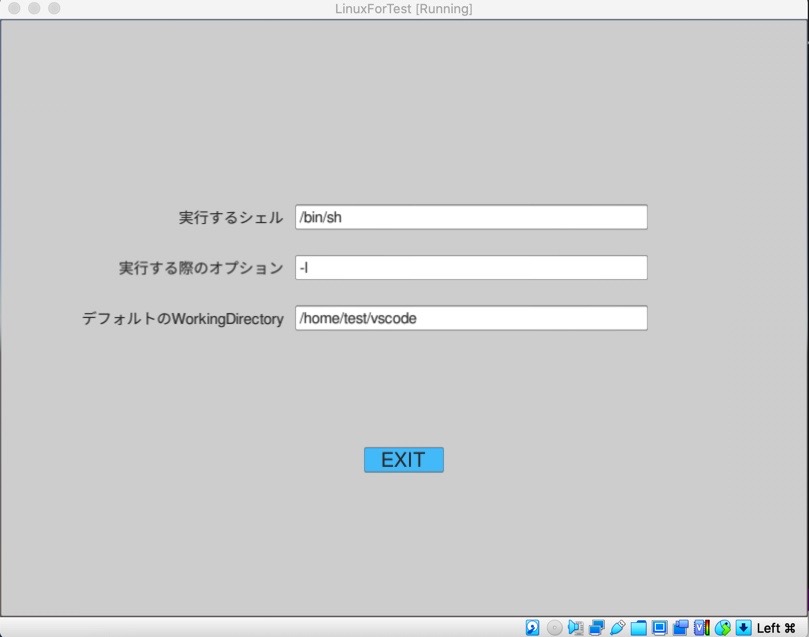 LinuxForTest [Running]
実行するシェル /bin/sh
実行する際のオプション -l
デフォルトのWorkingDirectory /home/test/vscode
EXIT
Left ⌘